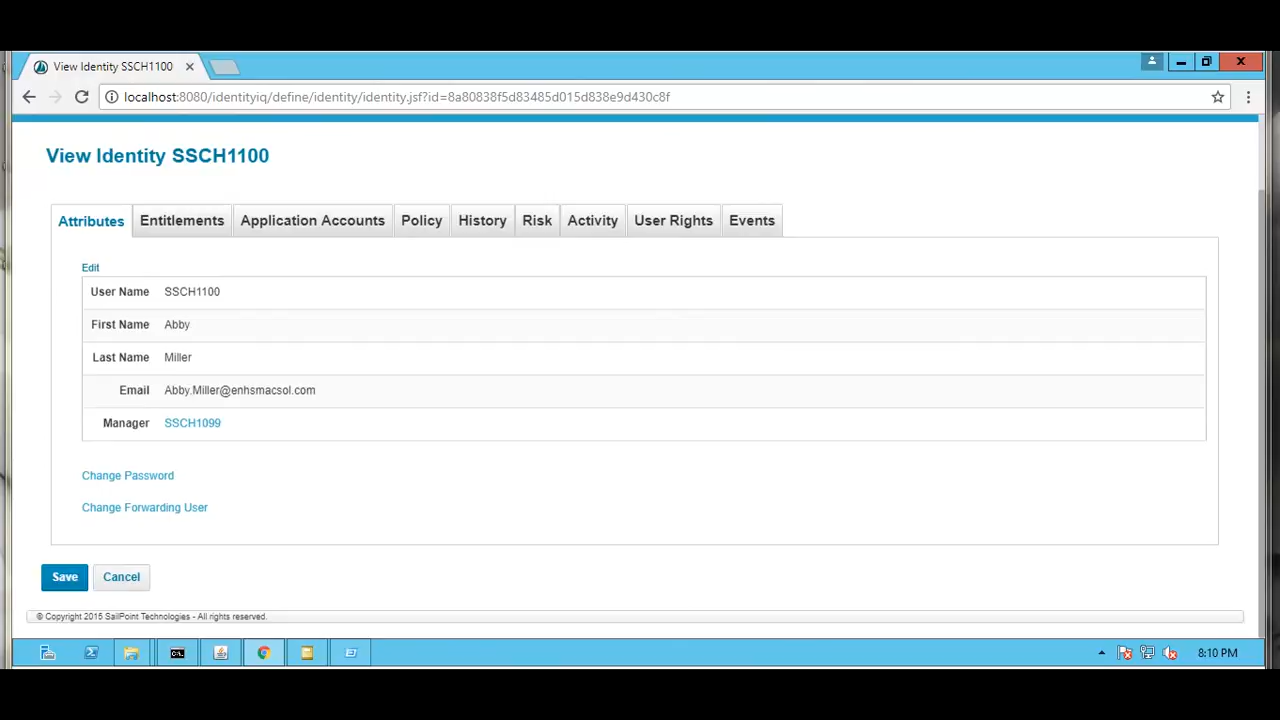 View Identity SSCH1100
localhost:8080/identityiq/define/identity/identity.jsf?id=8a80838f5d83485d015d838e9d430c8f
View Identity SSCH1100
Attributes Entitlements Application Accounts Policy History Risk Activity User Rights Events
Edit
User Name SSCH1100
First Name Abby
Last Name Miller
Email Abby.Miller@enhsmacsol.com
Manager SSCH1099
Change Password
Change Forwarding User
Save Cancel
© Copyright 2015 SailPoint Technologies - All rights reserved.
8:10 PM